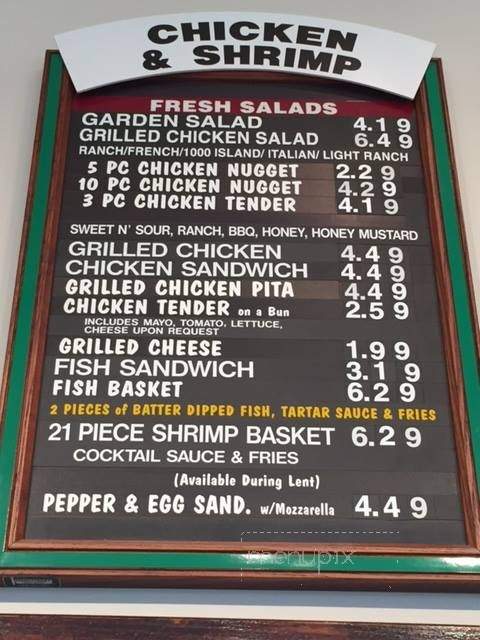 CHICKEN
& SHRIMP
FRESH SALADS
GARDEN SALAD 4.19
GRILLED CHICKEN SALAD 6.49
RANCH/FRENCH/1000 ISLAND/ ITALIAN/ LIGHT RANCH
5 PC CHICKEN NUGGET 2.29
10 PC CHICKEN NUGGET 4.29
3 PC CHICKEN TENDER 4.19
SWEET N' SOUR, RANCH, BBQ, HONEY, HONEY MUSTARD
GRILLED CHICKEN 4.49
CHICKEN SANDWICH 4.49
GRILLED CHICKEN PITA 4.49
CHICKEN TENDER on a Bun 2.59
INCLUDES MAYO, TOMATO, LETTUCE,
CHEESE UPON REQUEST
GRILLED CHEESE 1.99
FISH SANDWICH 3.19
FISH BASKET 6.29
2 PIECES of BATTER DIPPED FISH, TARTAR SAUCE & FRIES
21 PIECE SHRIMP BASKET 6.29
COCKTAIL SAUCE & FRIES
(Available During Lent)
PEPPER & EGG SAND. w/Mozzarella 4.49
menupix